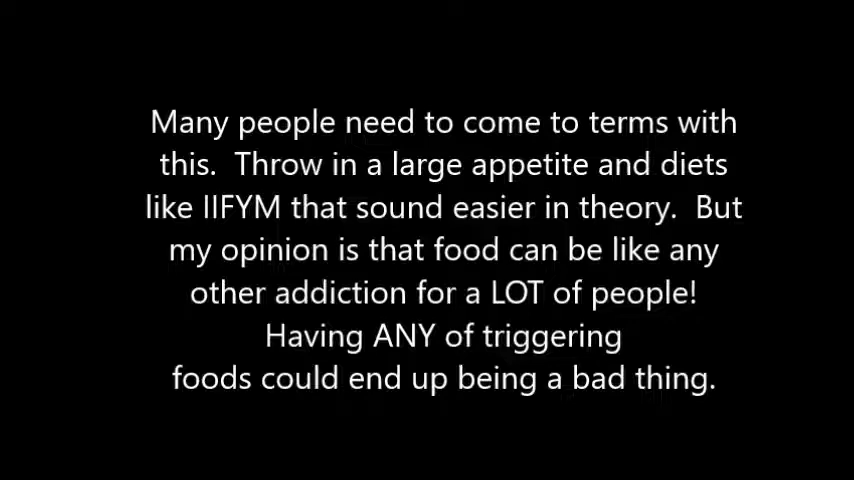 Many people need to come to terms with
this.  Throw in a large appetite and diets
like IIFYM that sound easier in theory.  But
my opinion is that food can be like any
other addiction for a LOT of people!
Having ANY of triggering
foods could end up being a bad thing.